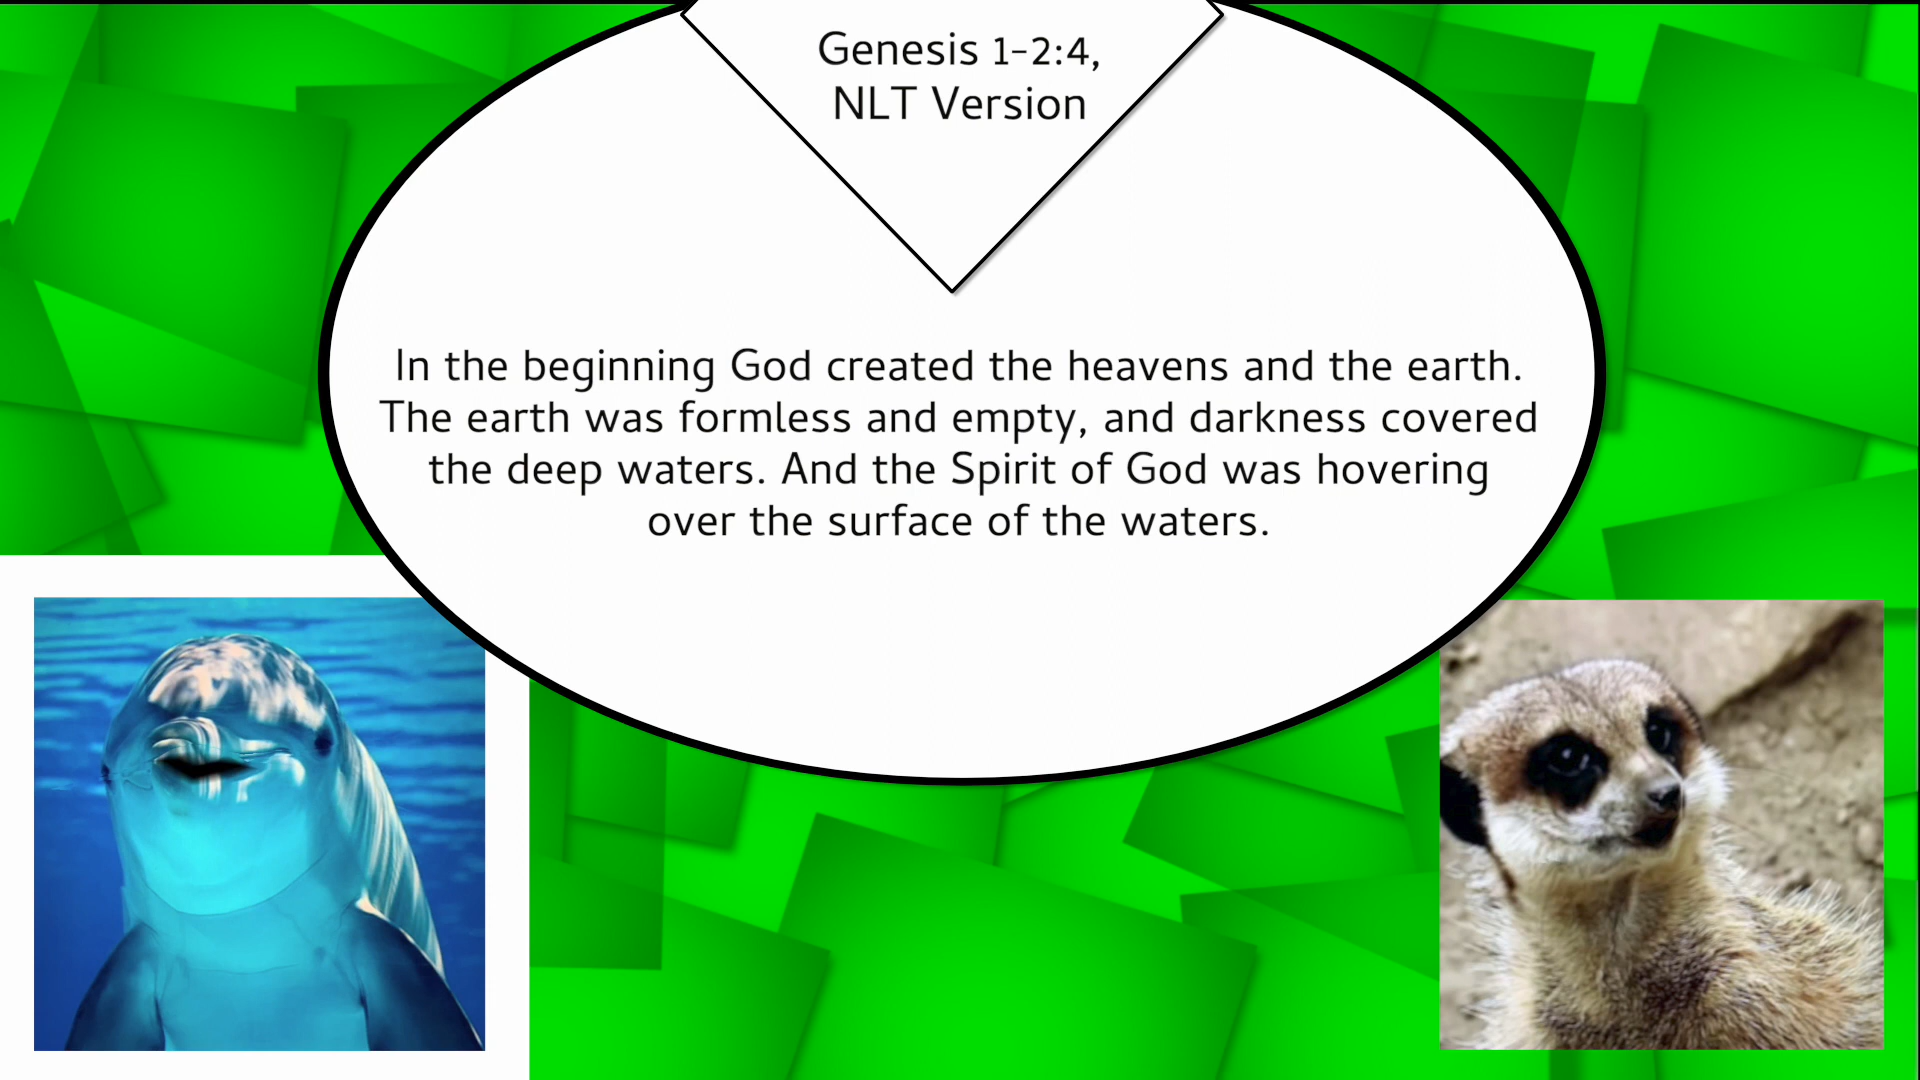 Genesis 1-2:4,
NLT Version
In the beginning God created the heavens and the earth.
The earth was formless and empty, and darkness covered
the deep waters. And the Spirit of God was hovering
over the surface of the waters.